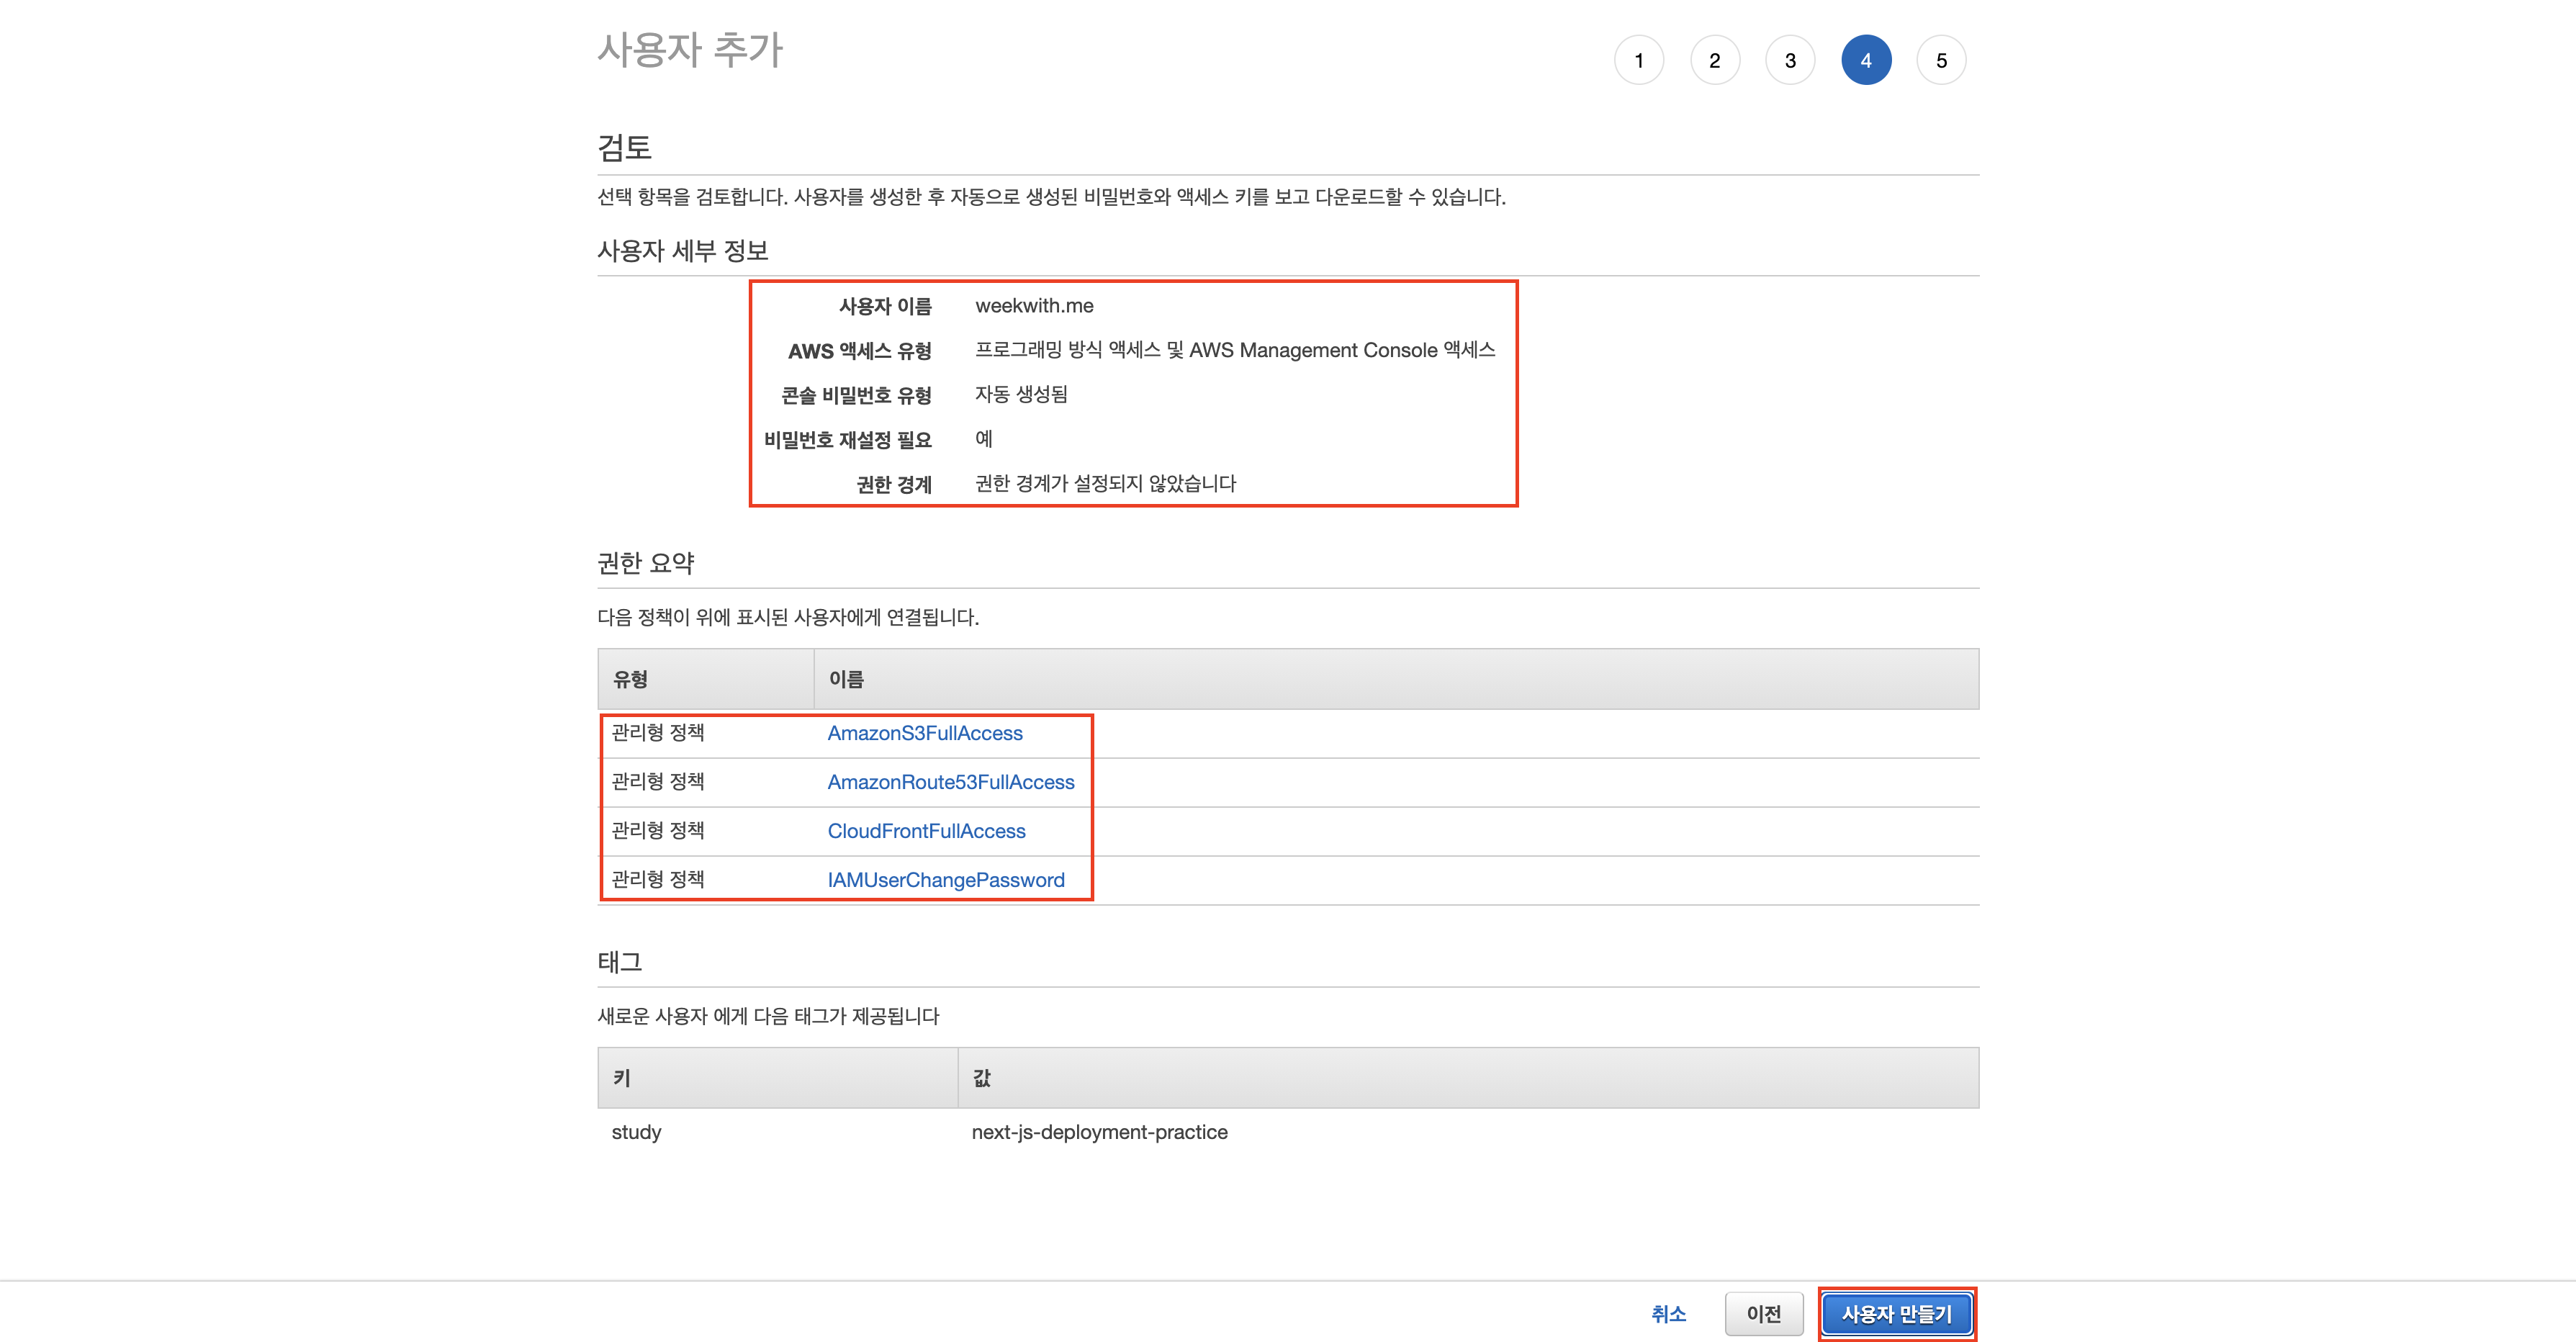 사용자 추가
1 2 3 4 5
검토
선택 항목을 검토합니다. 사용자를 생성한 후 자동으로 생성된 비밀번호와 액세스 키를 보고 다운로드할 수 있습니다.
사용자 세부 정보
사용자 이름 weekwith.me
AWS 액세스 유형 프로그래밍 방식 액세스 및 AWS Management Console 액세스
콘솔 비밀번호 유형 자동 생성됨
비밀번호 재설정 필요 예
권한 경계 권한 경계가 설정되지 않았습니다
권한 요약
다음 정책이 위에 표시된 사용자에게 연결됩니다.
유형 이름
관리형 정책 AmazonS3FullAccess
관리형 정책 AmazonRoute53FullAccess
관리형 정책 CloudFrontFullAccess
관리형 정책 IAMUserChangePassword
태그
새로운 사용자 에게 다음 태그가 제공됩니다
키 값
study next-js-deployment-practice
취소 이전 사용자 만들기